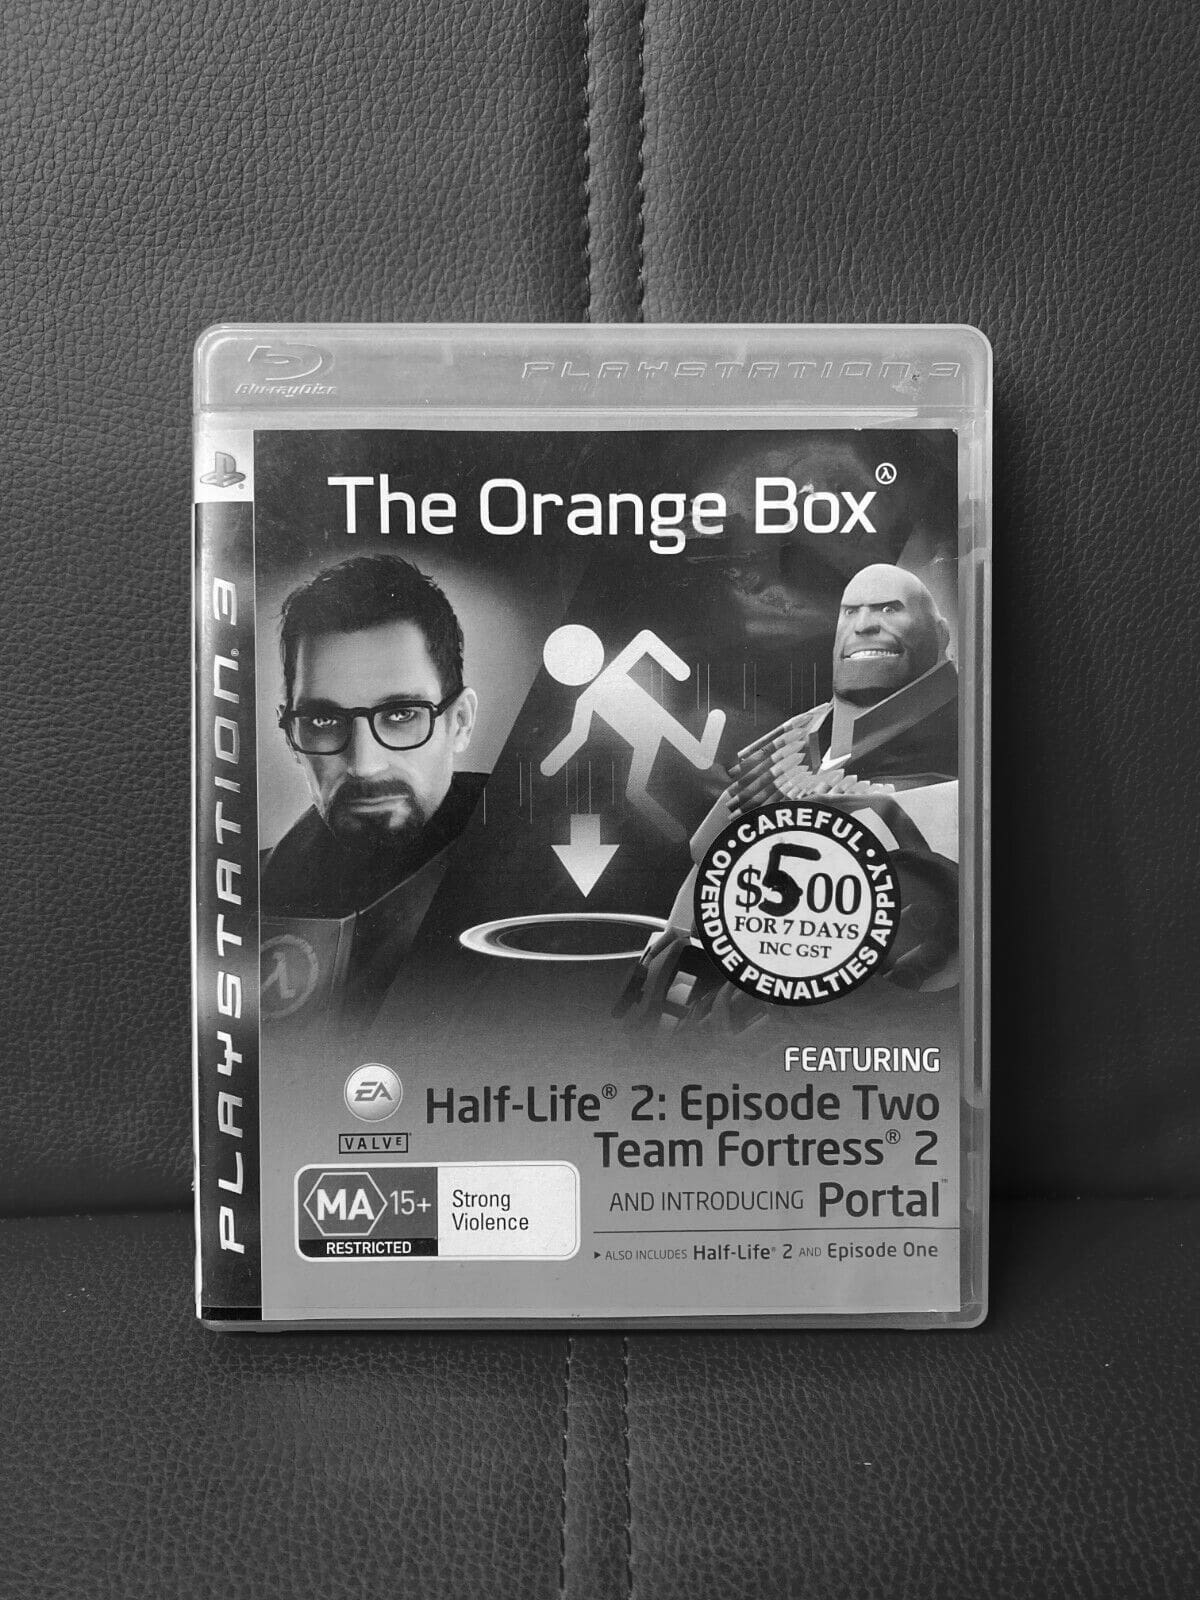 Blu-ray Disc
PLAYSTATION 3
PLAYSTATION®3
The Orange Box
CAREFUL
$5.00
FOR 7 DAYS
INC GST
OVERDUE PENALTIES APPLY
FEATURING
EA
Half-Life® 2: Episode Two
VALVE®
Team Fortress® 2
AND INTRODUCING Portal™
MA 15+
RESTRICTED
Strong
Violence
▶ ALSO INCLUDES Half-Life® 2 AND Episode One